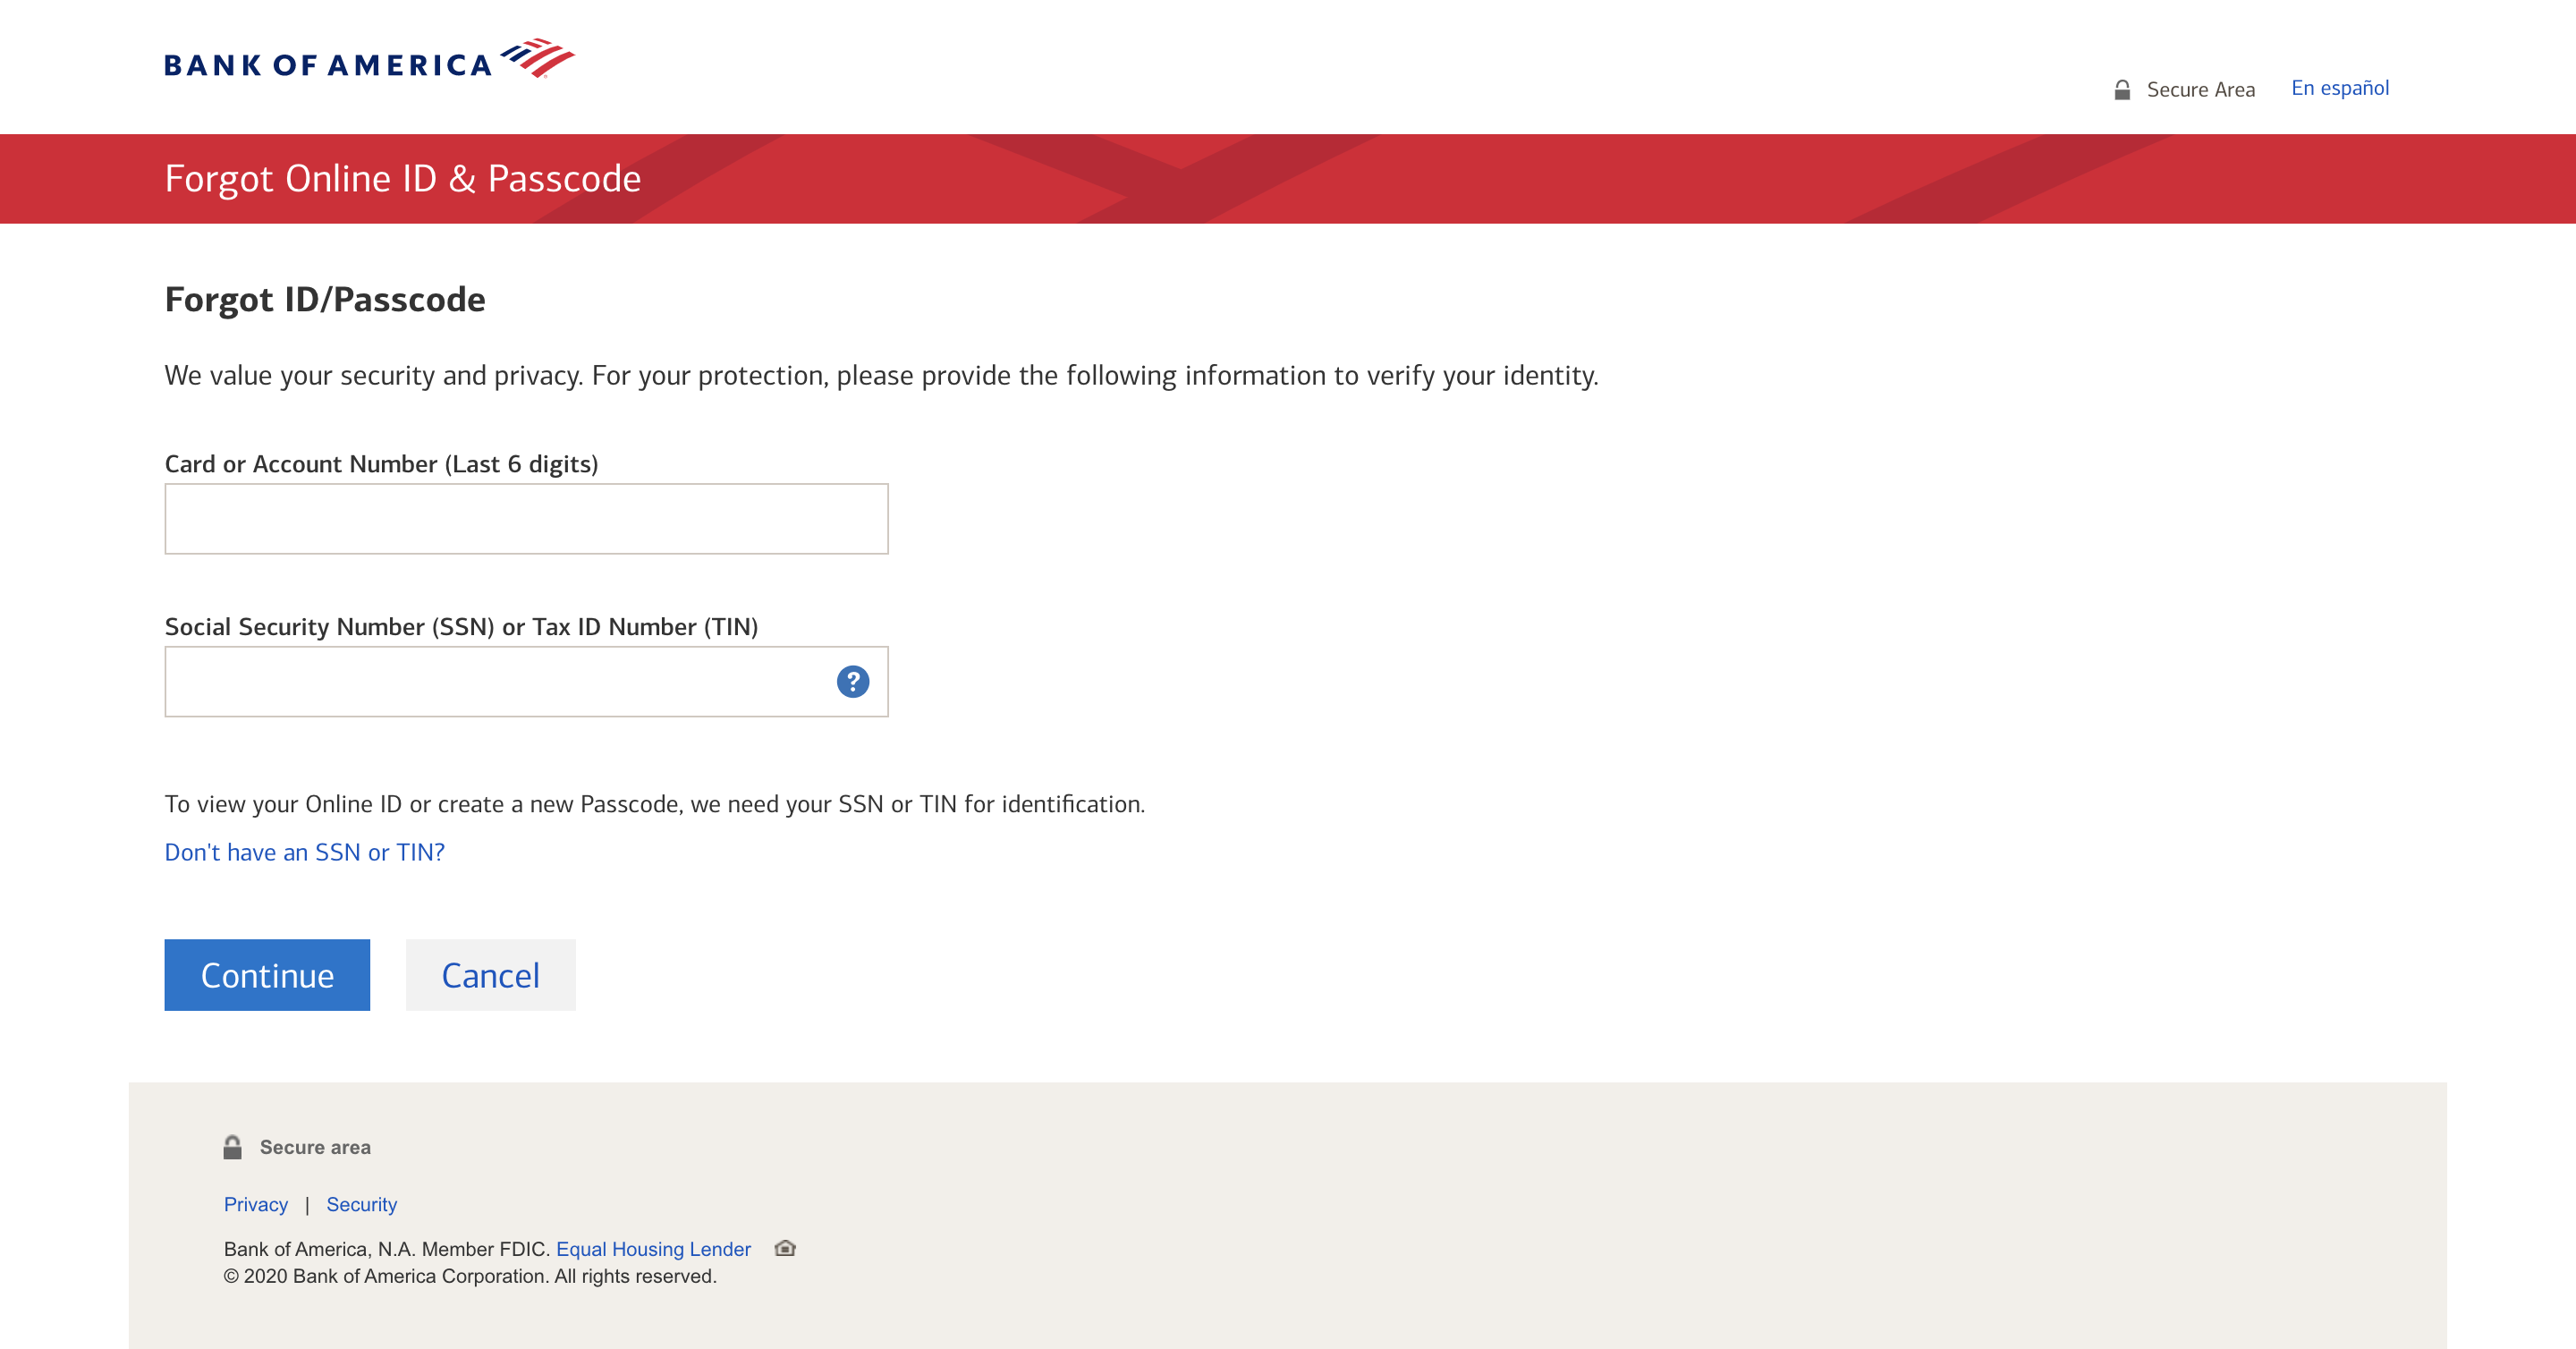 BANK OF AMERICA
Secure Area
En español
Forgot Online ID & Passcode
Forgot ID/Passcode
We value your security and privacy. For your protection, please provide the following information to verify your identity.
Card or Account Number (Last 6 digits)
Social Security Number (SSN) or Tax ID Number (TIN)
?
To view your Online ID or create a new Passcode, we need your SSN or TIN for identification.
Don't have an SSN or TIN?
Continue Cancel
Secure area
Privacy | Security
Bank of America, N.A. Member FDIC. Equal Housing Lender
© 2020 Bank of America Corporation. All rights reserved.